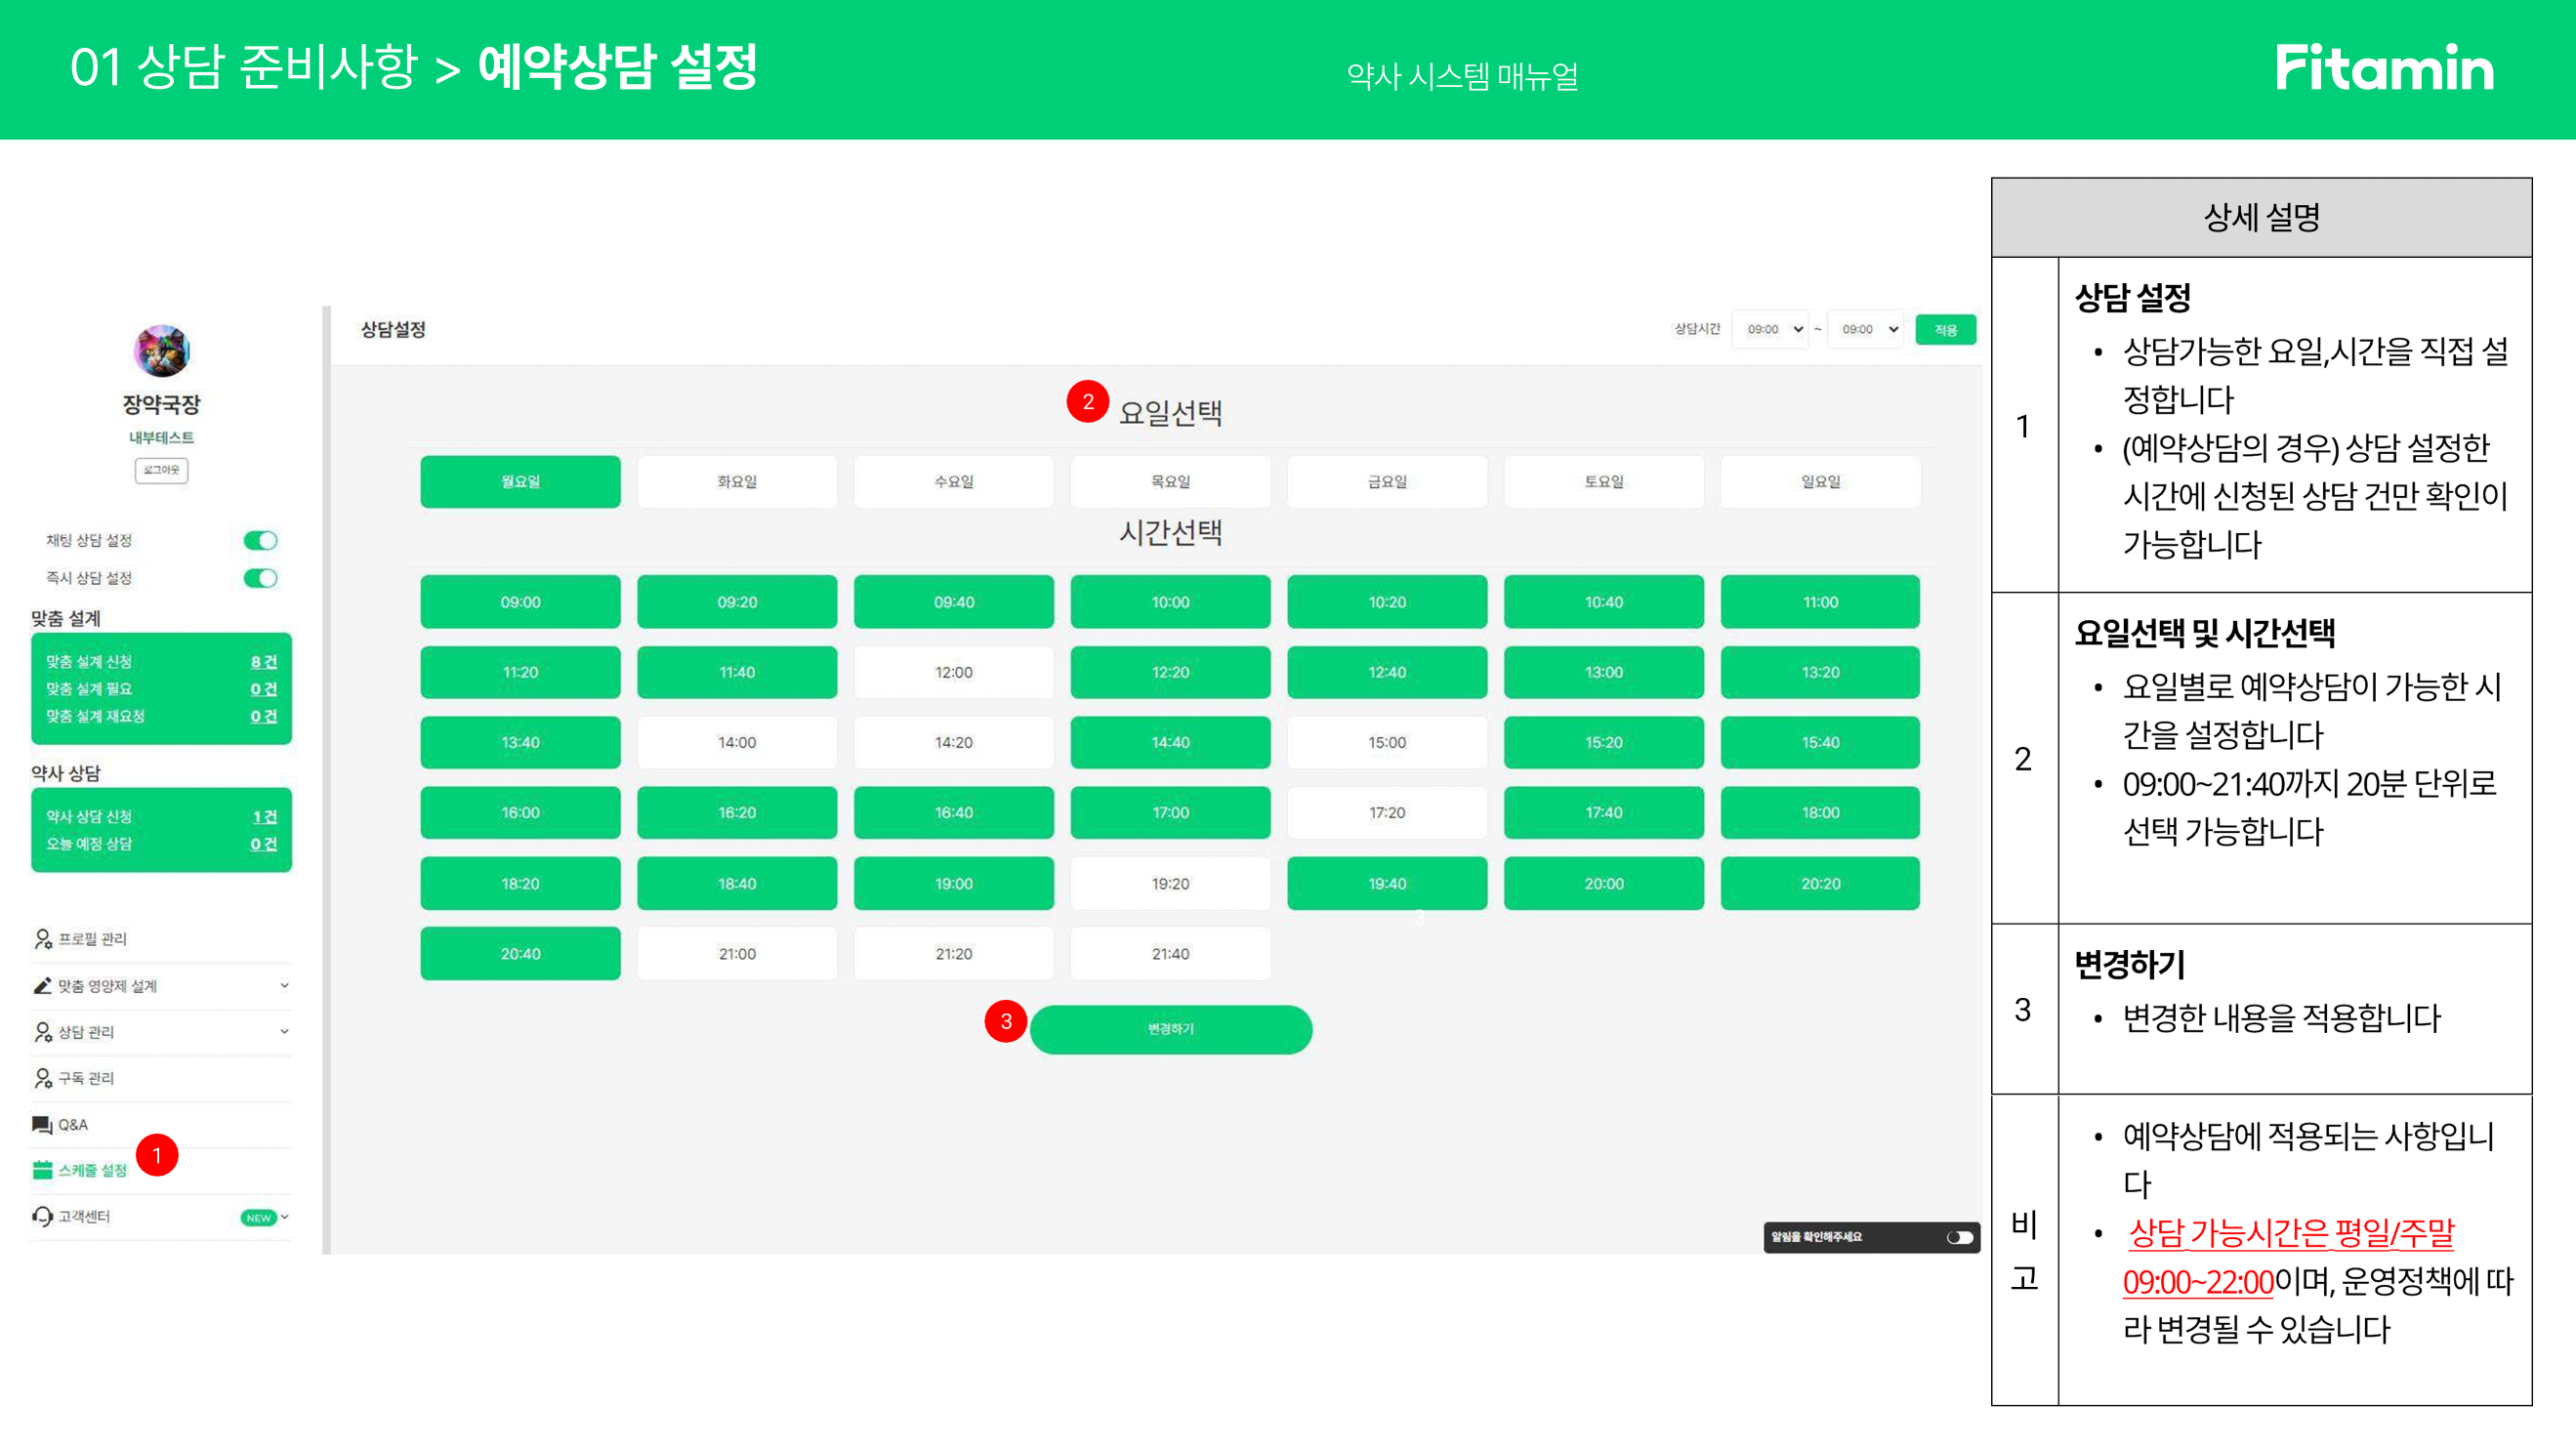 01 상담 준비사항 > 예약상담 설정
약사 시스템 매뉴얼
Fitamin
장약국장
내부테스트
로그아웃
채팅 상담 설정
즉시 상담 설정
맞춤 설계
맞춤 설계 신청 8 건
맞춤 설계 필요 0 건
맞춤 설계 재요청 0 건
약사 상담
약사 상담 신청 1 건
오늘 예정 상담 0 건
프로필 관리
맞춤 영양제 설계
상담 관리
구독 관리
Q&A
스케줄 설정
1
고객센터 NEW
상담설정
상담시간 09:00 ~ 09:00 적용
2 요일선택
월요일 화요일 수요일 목요일 금요일 토요일 일요일
시간선택
09:00 09:20 09:40 10:00 10:20 10:40 11:00
11:20 11:40 12:00 12:20 12:40 13:00 13:20
13:40 14:00 14:20 14:40 15:00 15:20 15:40
16:00 16:20 16:40 17:00 17:20 17:40 18:00
18:20 18:40 19:00 19:20 19:40 20:00 20:20
3
20:40 21:00 21:20 21:40
3 변경하기
알림을 확인해주세요
상세 설명
1
상담 설정
• 상담가능한 요일,시간을 직접 설
정합니다
• (예약상담의 경우) 상담 설정한
시간에 신청된 상담 건만 확인이
가능합니다
2
요일선택 및 시간선택
• 요일별로 예약상담이 가능한 시
간을 설정합니다
• 09:00~21:40까지 20분 단위로
선택 가능합니다
3
변경하기
• 변경한 내용을 적용합니다
비
고
• 예약상담에 적용되는 사항입니
다
• 상담 가능시간은 평일/주말
09:00~22:00이며, 운영정책에 따
라 변경될 수 있습니다